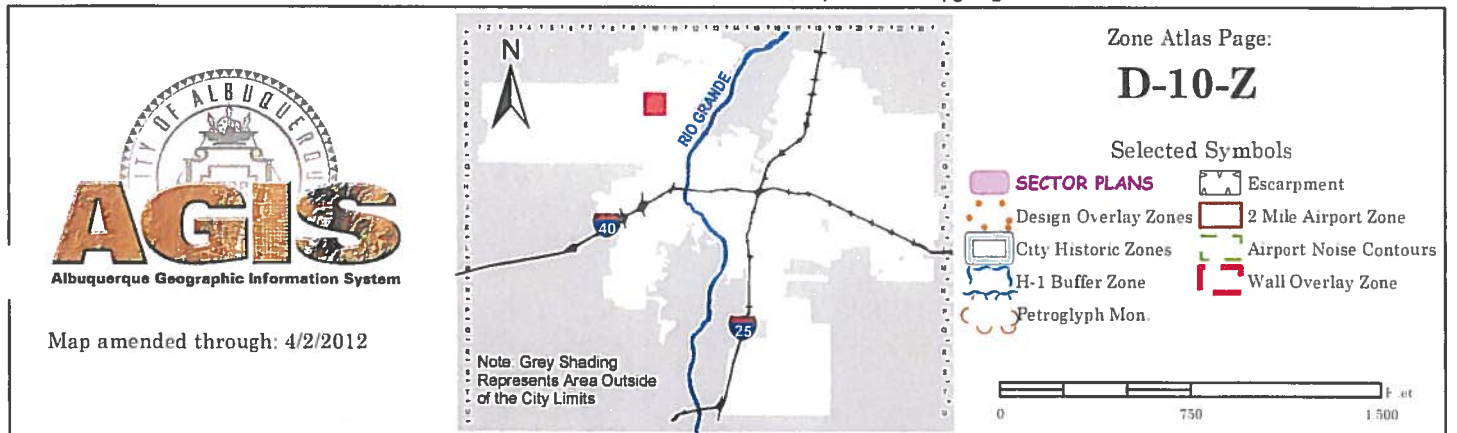 CITY OF ALBUQUERQUE
AGIS
Albuquerque Geographic Information System
Map amended through: 4/2/2012
N
RIO GRANDE
40
25
Note: Grey Shading
Represents Area Outside
of the City Limits
Zone Atlas Page:
D-10-Z
Selected Symbols
SECTOR PLANS
Design Overlay Zones
City Historic Zones
H-1 Buffer Zone
Petroglyph Mon.
Escarpment
2 Mile Airport Zone
Airport Noise Contours
Wall Overlay Zone
0 750 1 500